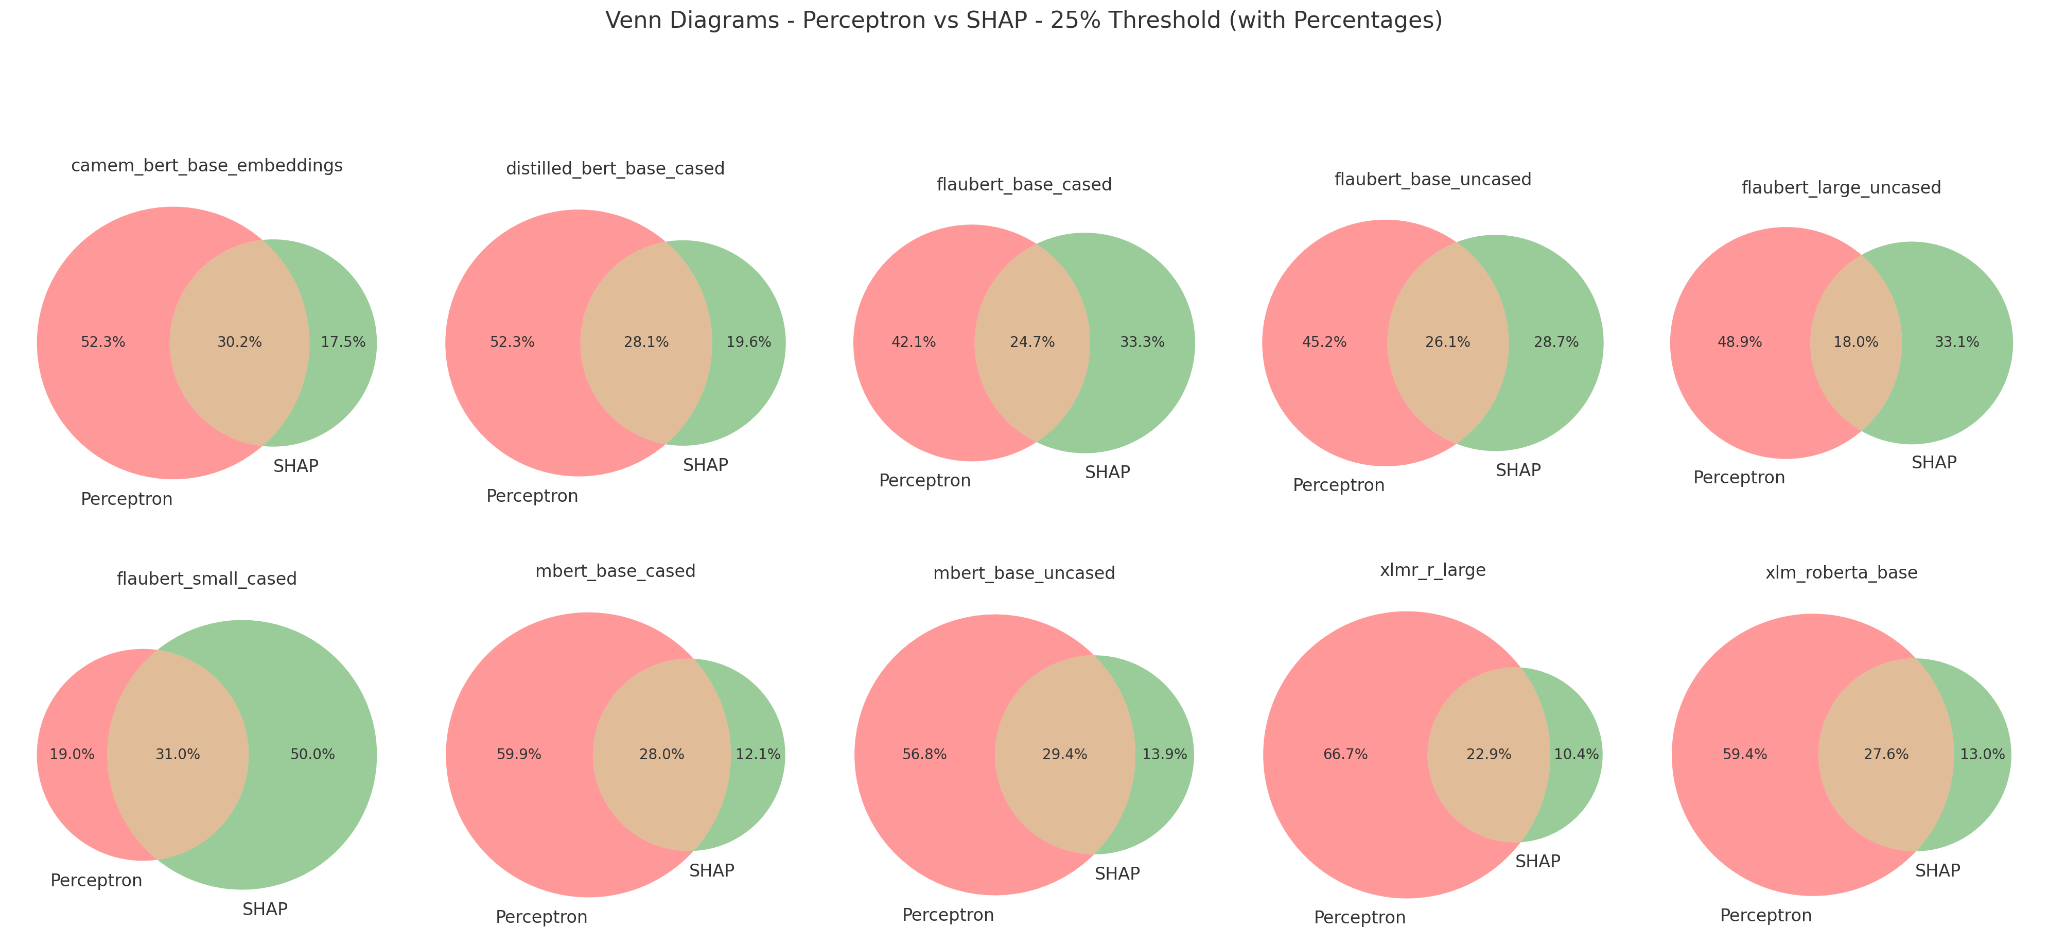 Venn Diagrams - Perceptron vs SHAP - 25% Threshold (with Percentages)
camem_bert_base_embeddings
52.3%
30.2%
17.5%
SHAP
Perceptron
distilled_bert_base_cased
52.3%
28.1%
19.6%
SHAP
Perceptron
flaubert_base_cased
42.1%
24.7%
33.3%
SHAP
Perceptron
flaubert_base_uncased
45.2%
26.1%
28.7%
SHAP
Perceptron
flaubert_large_uncased
48.9%
18.0%
33.1%
SHAP
Perceptron
flaubert_small_cased
19.0%
31.0%
50.0%
Perceptron
SHAP
mbert_base_cased
59.9%
28.0%
12.1%
SHAP
Perceptron
mbert_base_uncased
56.8%
29.4%
13.9%
SHAP
Perceptron
xlmr_r_large
66.7%
22.9%
10.4%
SHAP
Perceptron
xlm_roberta_base
59.4%
27.6%
13.0%
SHAP
Perceptron